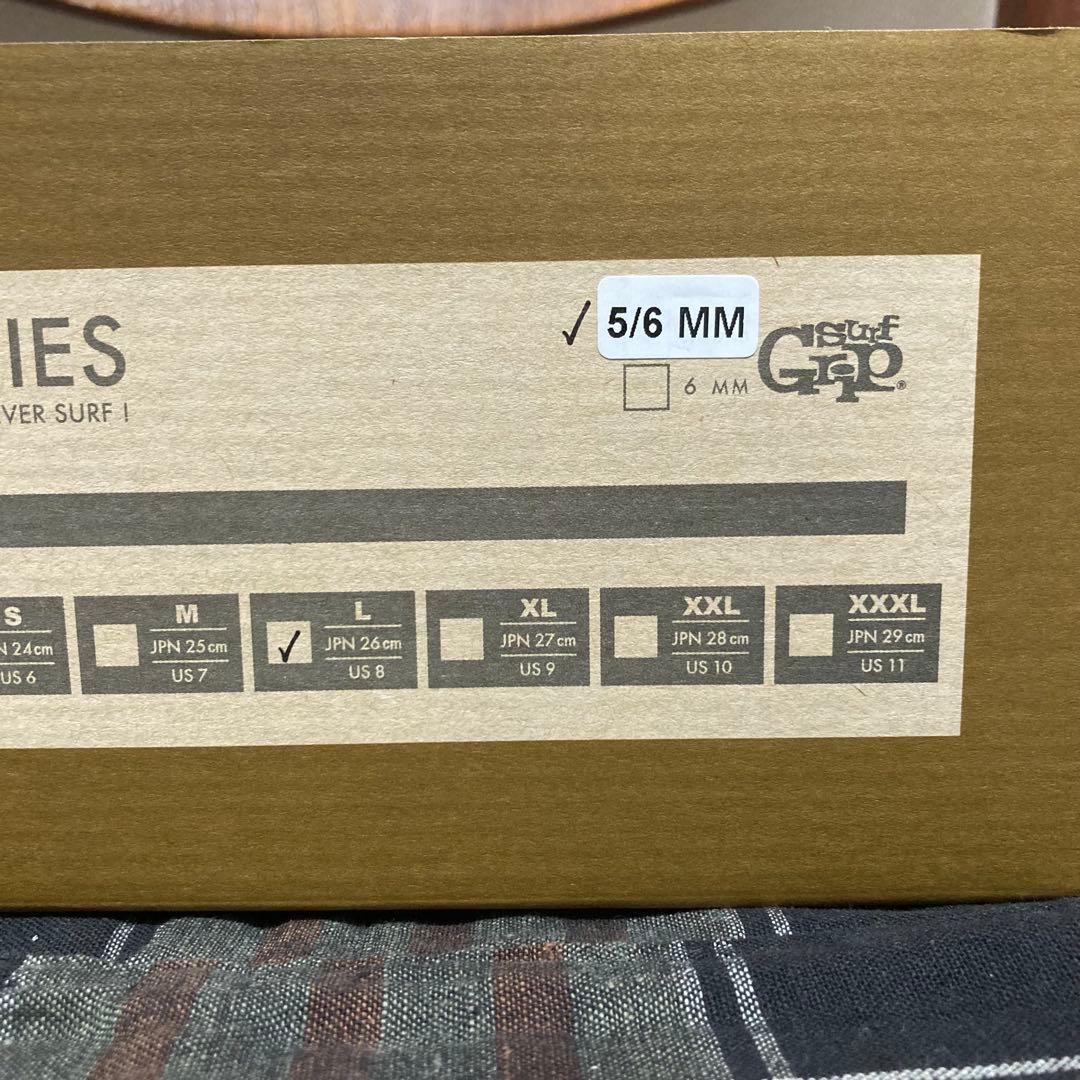 IES
VER SURF !
✓ 5/6 MM
6 MM
Surf Grip®
S
24cm
US 6
M
JPN 25cm
US 7
L
✓ JPN 26cm
US 8
XL
JPN 27cm
US 9
XXL
JPN 28cm
US 10
XXXL
JPN 29cm
US 11